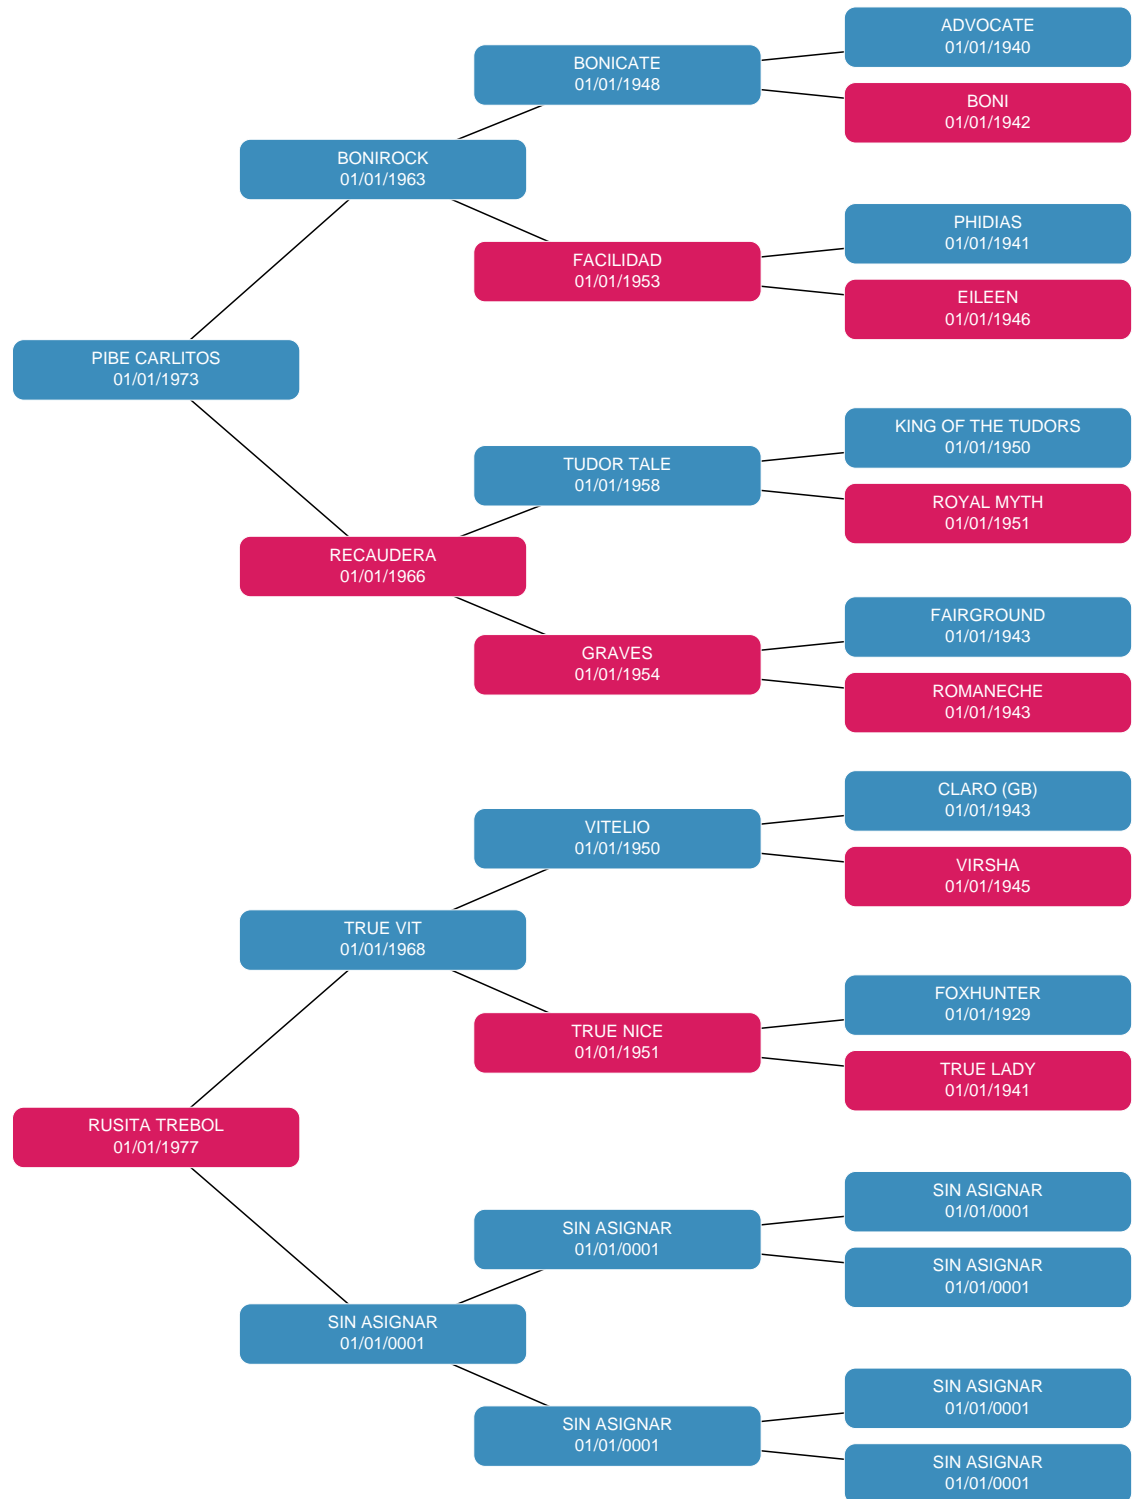 ADVOCATE
01/01/1940
BONICATE
01/01/1948
BONI
01/01/1942
BONIROCK
01/01/1963
PHIDIAS
01/01/1941
FACILIDAD
01/01/1953
EILEEN
01/01/1946
PIBE CARLITOS
01/01/1973
KING OF THE TUDORS
01/01/1950
TUDOR TALE
01/01/1958
ROYAL MYTH
01/01/1951
RECAUDERA
01/01/1966
FAIRGROUND
01/01/1943
GRAVES
01/01/1954
ROMANECHE
01/01/1943
CLARO (GB)
01/01/1943
VITELIO
01/01/1950
VIRSHA
01/01/1945
TRUE VIT
01/01/1968
FOXHUNTER
01/01/1929
TRUE NICE
01/01/1951
TRUE LADY
01/01/1941
RUSITA TREBOL
01/01/1977
SIN ASIGNAR
01/01/0001
SIN ASIGNAR
01/01/0001
SIN ASIGNAR
01/01/0001
SIN ASIGNAR
01/01/0001
SIN ASIGNAR
01/01/0001
SIN ASIGNAR
01/01/0001
SIN ASIGNAR
01/01/0001